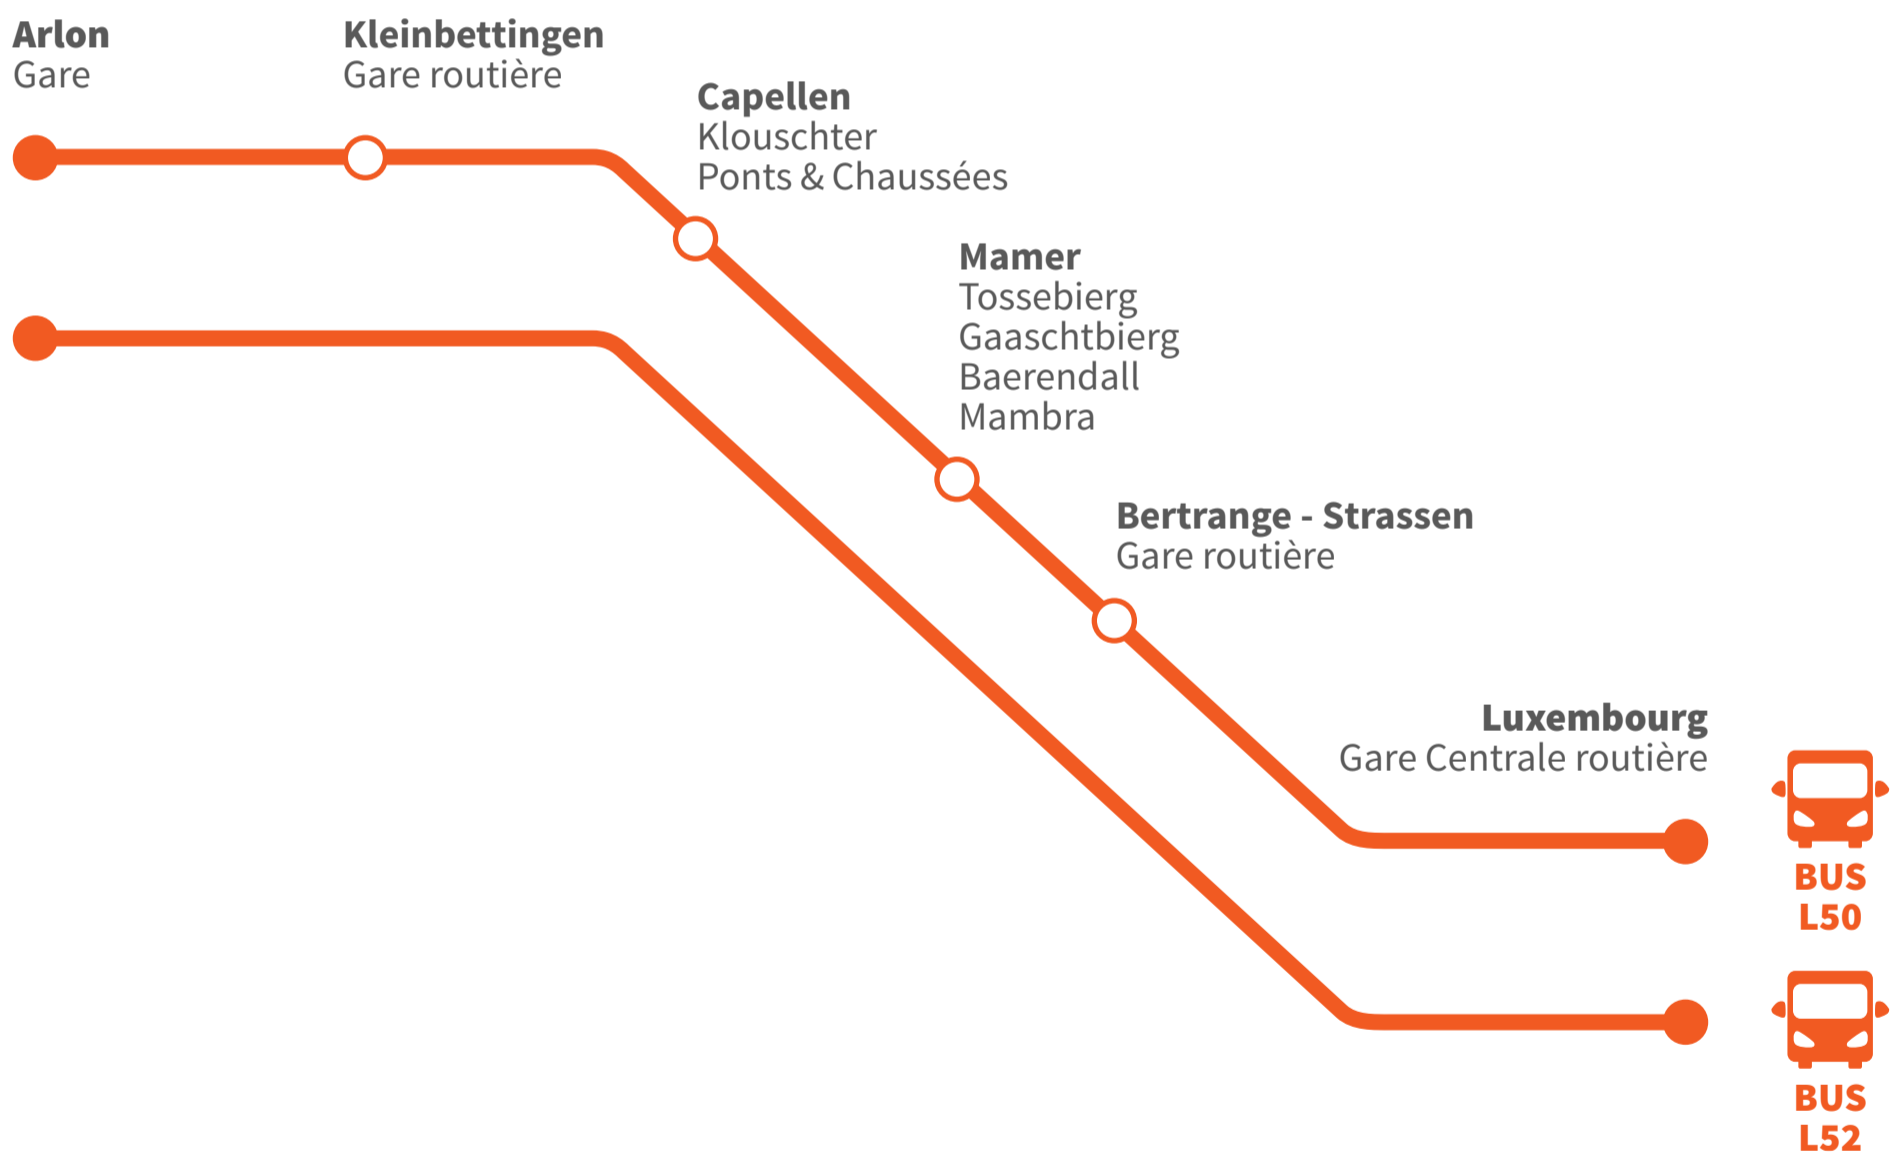 Arlon
Gare
Kleinbettingen
Gare routière
Capellen
Klouschter
Ponts & Chaussées
Mamer
Tossebierg
Gaaschtbierg
Baerendall
Mambra
Bertrange - Strassen
Gare routière
Luxembourg
Gare Centrale routière
BUS
L50
BUS
L52